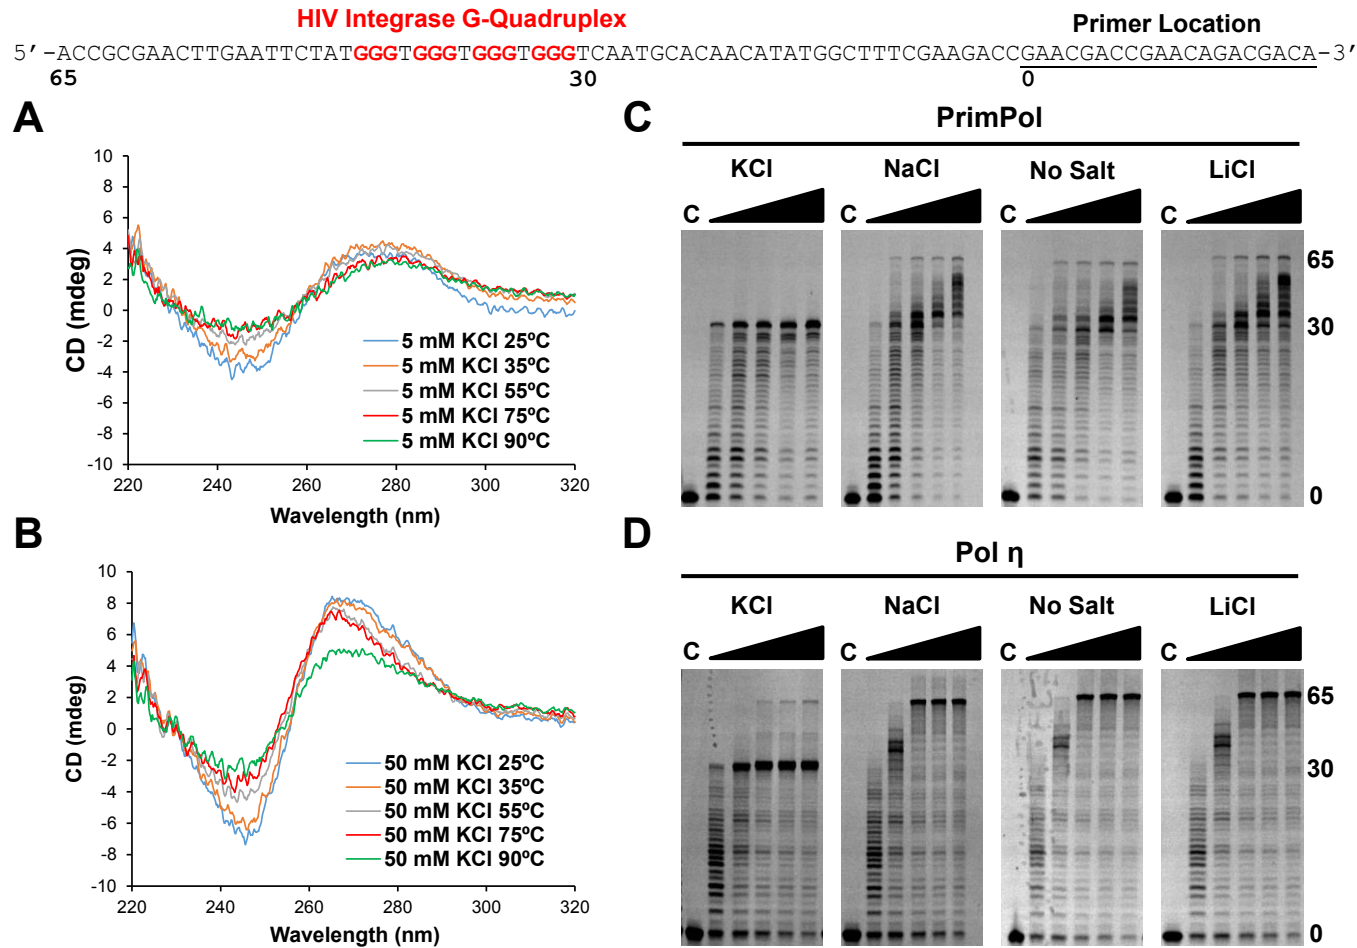 HIV Integrase G-Quadruplex
Primer Location
5′-ACCGCGAACTTGAATTCTATGGGTGGGTGGGTGGGTCAATGCACAACATATGGCTTTCGAAGACCGAACGACCGAACAGACGACA-3′
65 30 0
A
10
8
6
4
2
0
-2
-4
-6
-8
-10
CD (mdeg)
5 mM KCl 25ºC
5 mM KCl 35ºC
5 mM KCl 55ºC
5 mM KCl 75ºC
5 mM KCl 90ºC
220 240 260 280 300 320
Wavelength (nm)
B
10
8
6
4
2
0
-2
-4
-6
-8
-10
CD (mdeg)
50 mM KCl 25ºC
50 mM KCl 35ºC
50 mM KCl 55ºC
50 mM KCl 75ºC
50 mM KCl 90ºC
220 240 260 280 300 320
Wavelength (nm)
C
PrimPol
KCl NaCl No Salt LiCl
C C C C
65
30
0
D
Pol η
KCl NaCl No Salt LiCl
C C C C
65
30
0